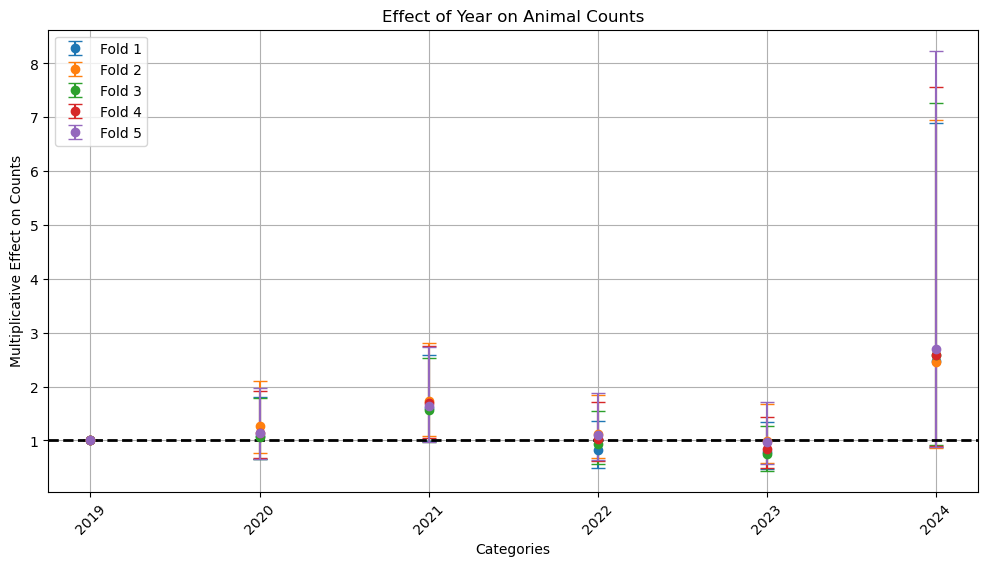 Effect of Year on Animal Counts
Fold 1
Fold 2
Fold 3
Fold 4
Fold 5
8
7
6
5
4
3
2
1
Multiplicative Effect on Counts
2019
2020
2021
2022
2023
2024
Categories